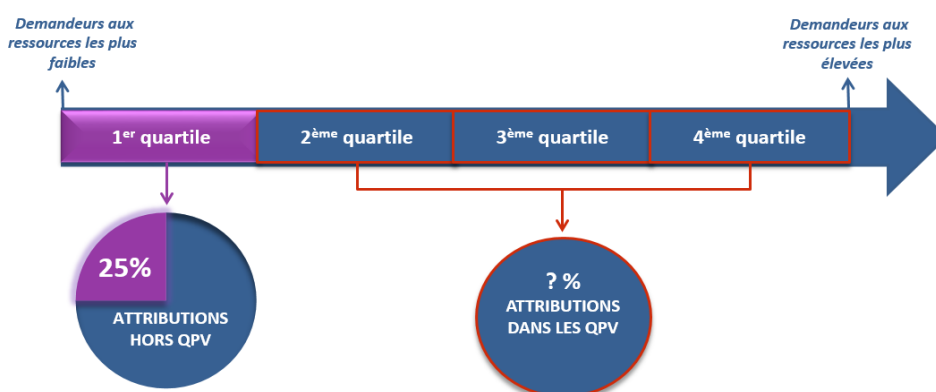 Demandeurs aux
ressources les plus
faibles
Demandeurs aux
ressources les plus
élevées
1er quartile
2ème quartile
3ème quartile
4ème quartile
25%
ATTRIBUTIONS
HORS QPV
? %
ATTRIBUTIONS
DANS LES QPV